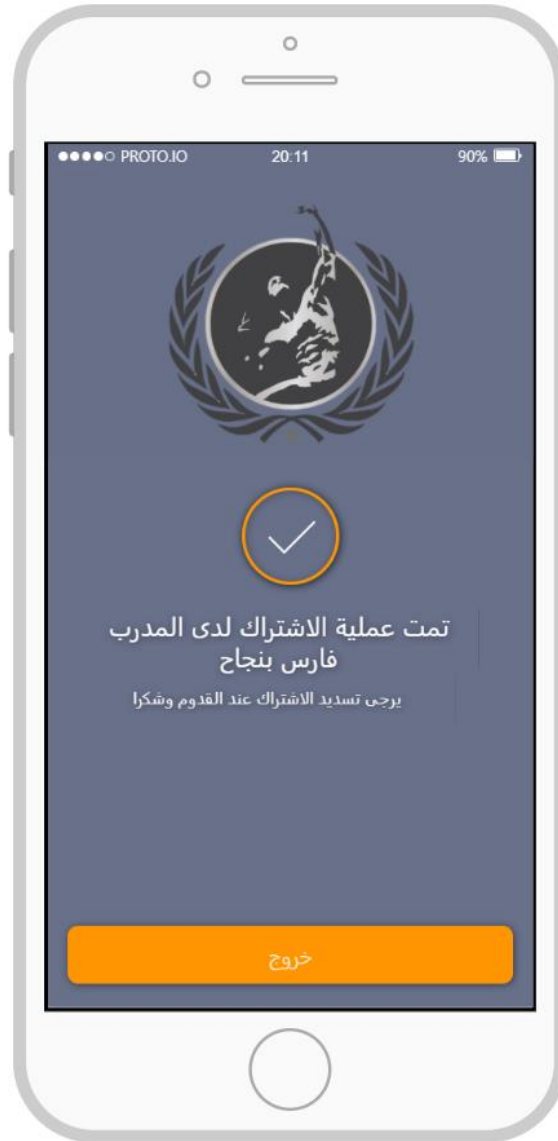 PROTO.IO 20:11 90%
تمت عملية الاشتراك لدى المدرب
فارس بنجاح
يرجى تسديد الاشتراك عند القدوم وشكرا
خروج